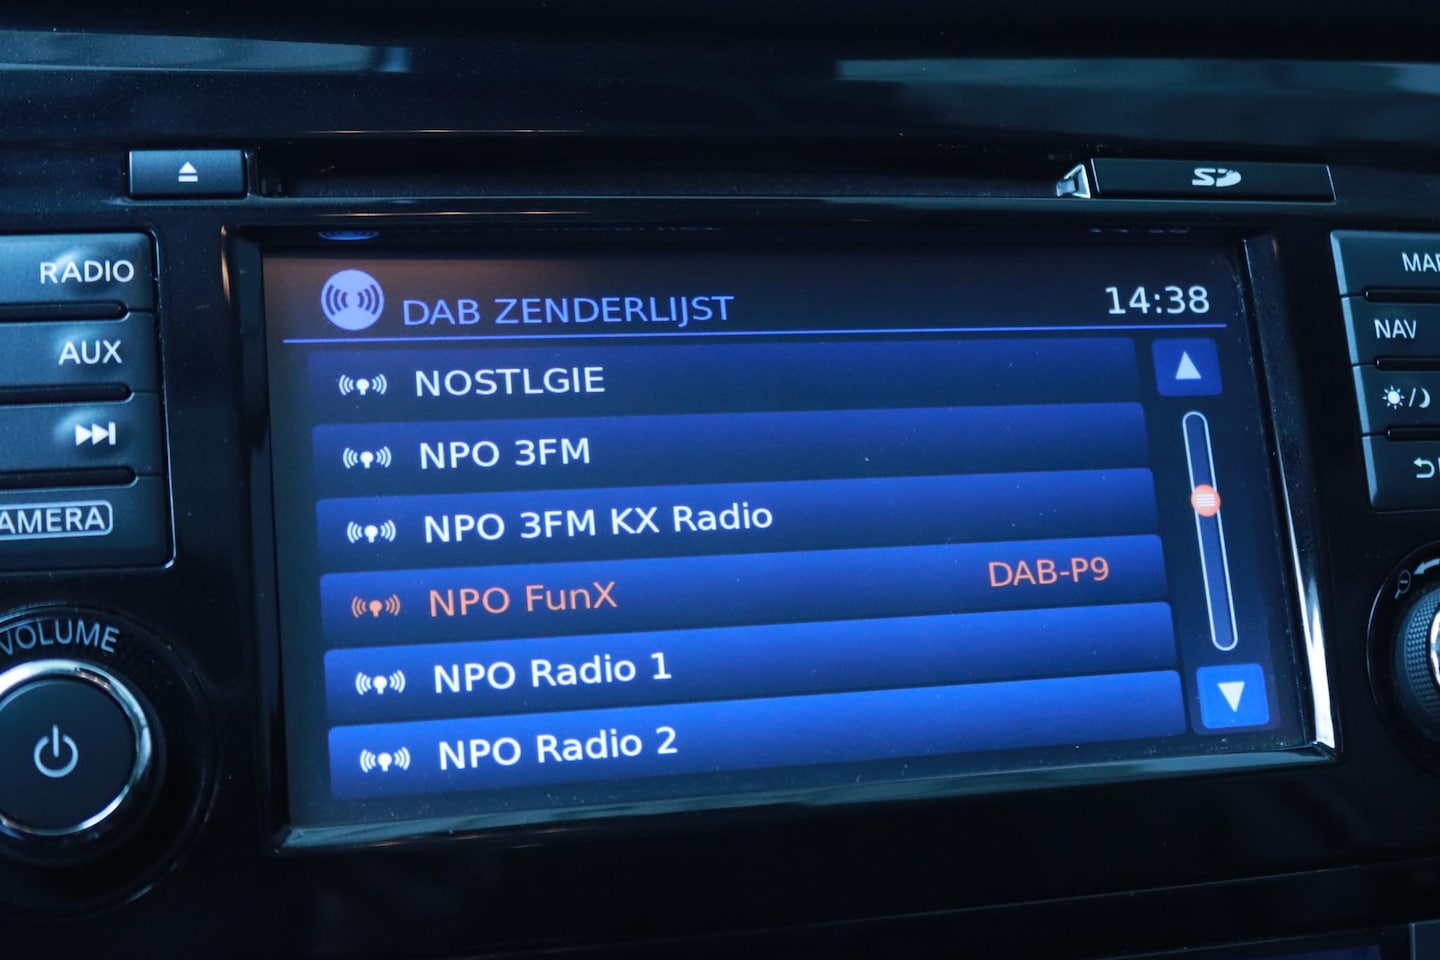 RADIO
AUX
AMERA
VOLUME
SD
DAB ZENDERLIJST
14:38
NOSTLGIE
NPO 3FM
NPO 3FM KX Radio
NPO FunX DAB-P9
NPO Radio 1
NPO Radio 2
MAP
NAV